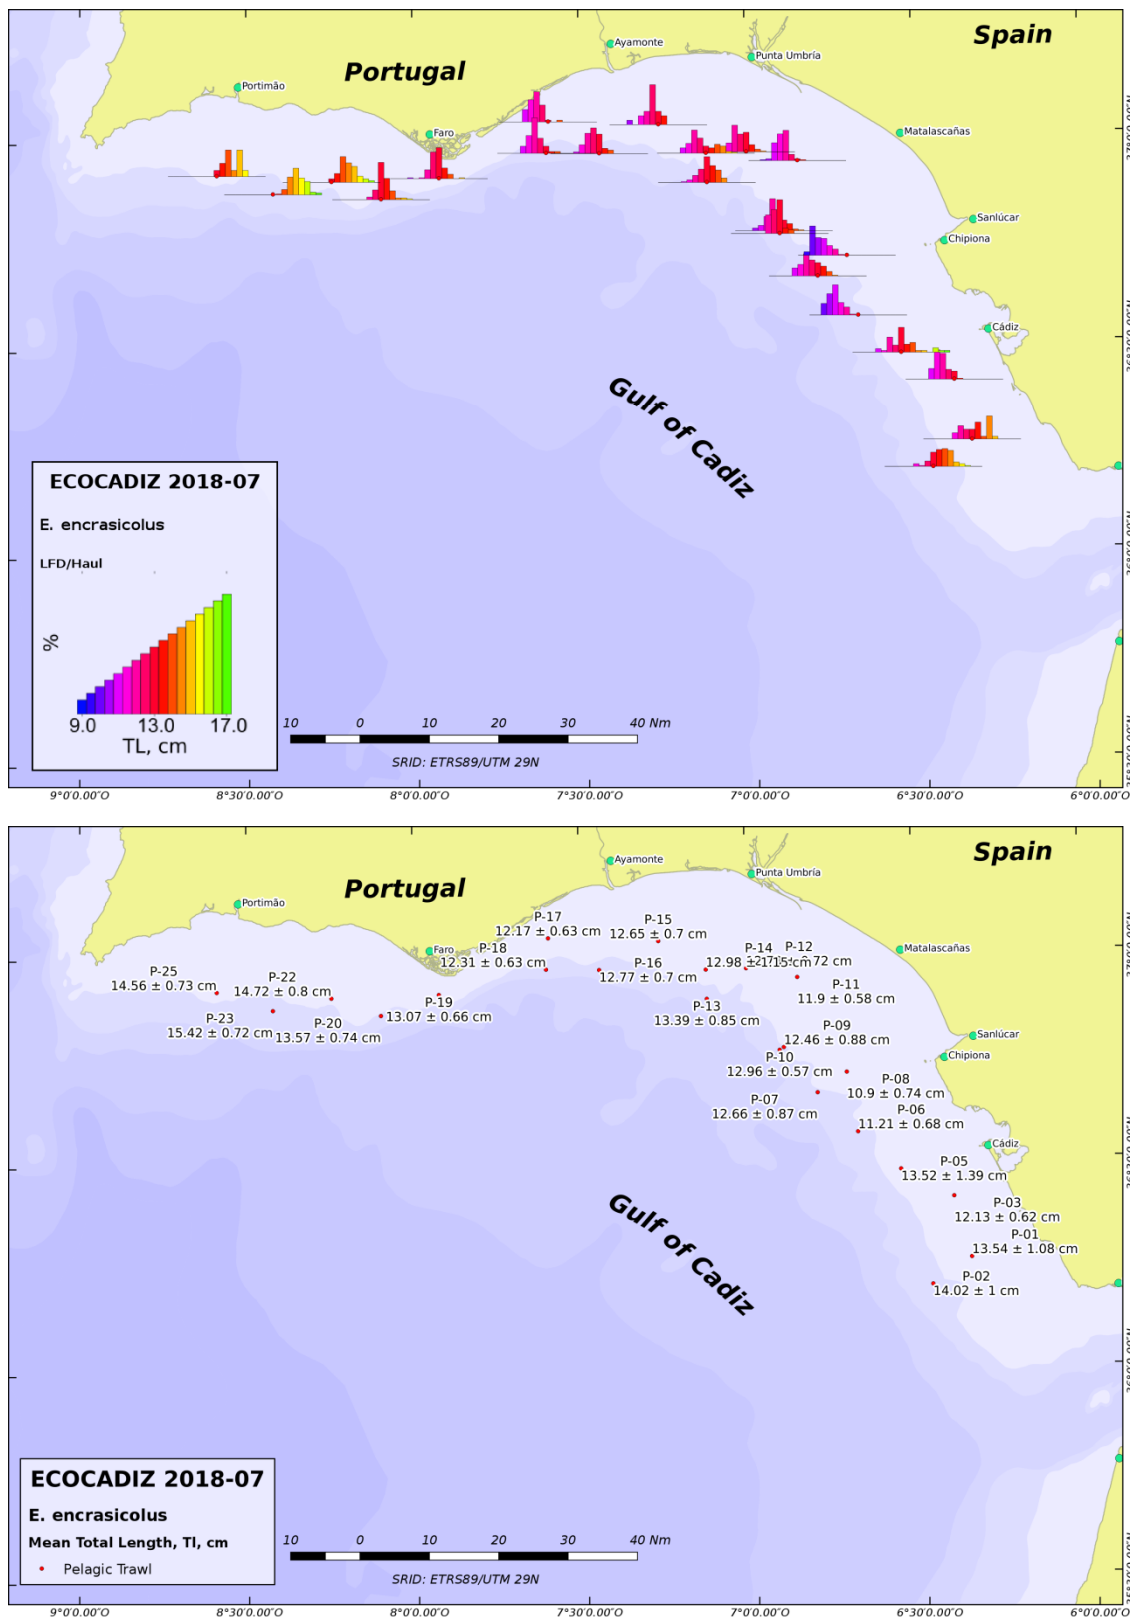 Spain
Portugal
Ayamonte
Punta Umbría
Portimão
Faro
Matalascañas
Sanlúcar
Chipiona
Cádiz
Gulf of Cadiz
ECOCADIZ 2018-07
E. encrasicolus
LFD/Haul
%
9.0 13.0 17.0
TL, cm
10 0 10 20 30 40 Nm
SRID: ETRS89/UTM 29N
9°0′0.00″O 8°30′0.00″O 8°0′0.00″O 7°30′0.00″O 7°0′0.00″O 6°30′0.00″O 6°0′0.00″O
Spain
Portugal
Ayamonte
Punta Umbría
Portimão
Faro
Matalascañas
Sanlúcar
Chipiona
Cádiz
P-17
12.17 ± 0.63 cm
P-15
12.65 ± 0.7 cm
P-18
12.31 ± 0.63 cm
P-16
12.77 ± 0.7 cm
P-14
12.98 ± 1.15 cm
P-12
P-11
11.9 ± 0.58 cm
P-25
14.56 ± 0.73 cm
P-22
14.72 ± 0.8 cm
P-23
15.42 ± 0.72 cm
P-20
13.57 ± 0.74 cm
P-19
13.07 ± 0.66 cm
P-13
13.39 ± 0.85 cm
P-09
12.46 ± 0.88 cm
P-10
12.96 ± 0.57 cm
P-08
10.9 ± 0.74 cm
P-07
12.66 ± 0.87 cm
P-06
11.21 ± 0.68 cm
P-05
13.52 ± 1.39 cm
P-03
12.13 ± 0.62 cm
P-01
13.54 ± 1.08 cm
P-02
14.02 ± 1 cm
Gulf of Cadiz
ECOCADIZ 2018-07
E. encrasicolus
Mean Total Length, Tl, cm
Pelagic Trawl
10 0 10 20 30 40 Nm
SRID: ETRS89/UTM 29N
9°0′0.00″O 8°30′0.00″O 8°0′0.00″O 7°30′0.00″O 7°0′0.00″O 6°30′0.00″O 6°0′0.00″O